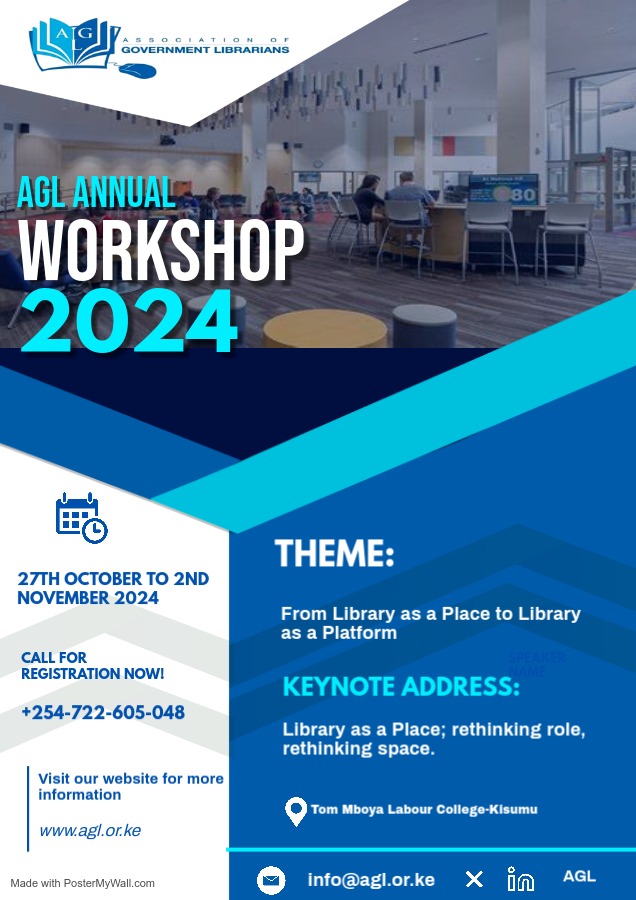 AGL
ASSOCIATION OF
GOVERNMENT LIBRARIANS
80
AGL ANNUAL
WORKSHOP
2024
27TH OCTOBER TO 2ND
NOVEMBER 2024
CALL FOR
REGISTRATION NOW!
+254-722-605-048
Visit our website for more
information
www.agl.or.ke
THEME:
From Library as a Place to Library
as a Platform
SPEAKER
NAME
KEYNOTE ADDRESS:
Library as a Place; rethinking role,
rethinking space.
Tom Mboya Labour College-Kisumu
info@agl.or.ke
AGL
Made with PosterMyWall.com